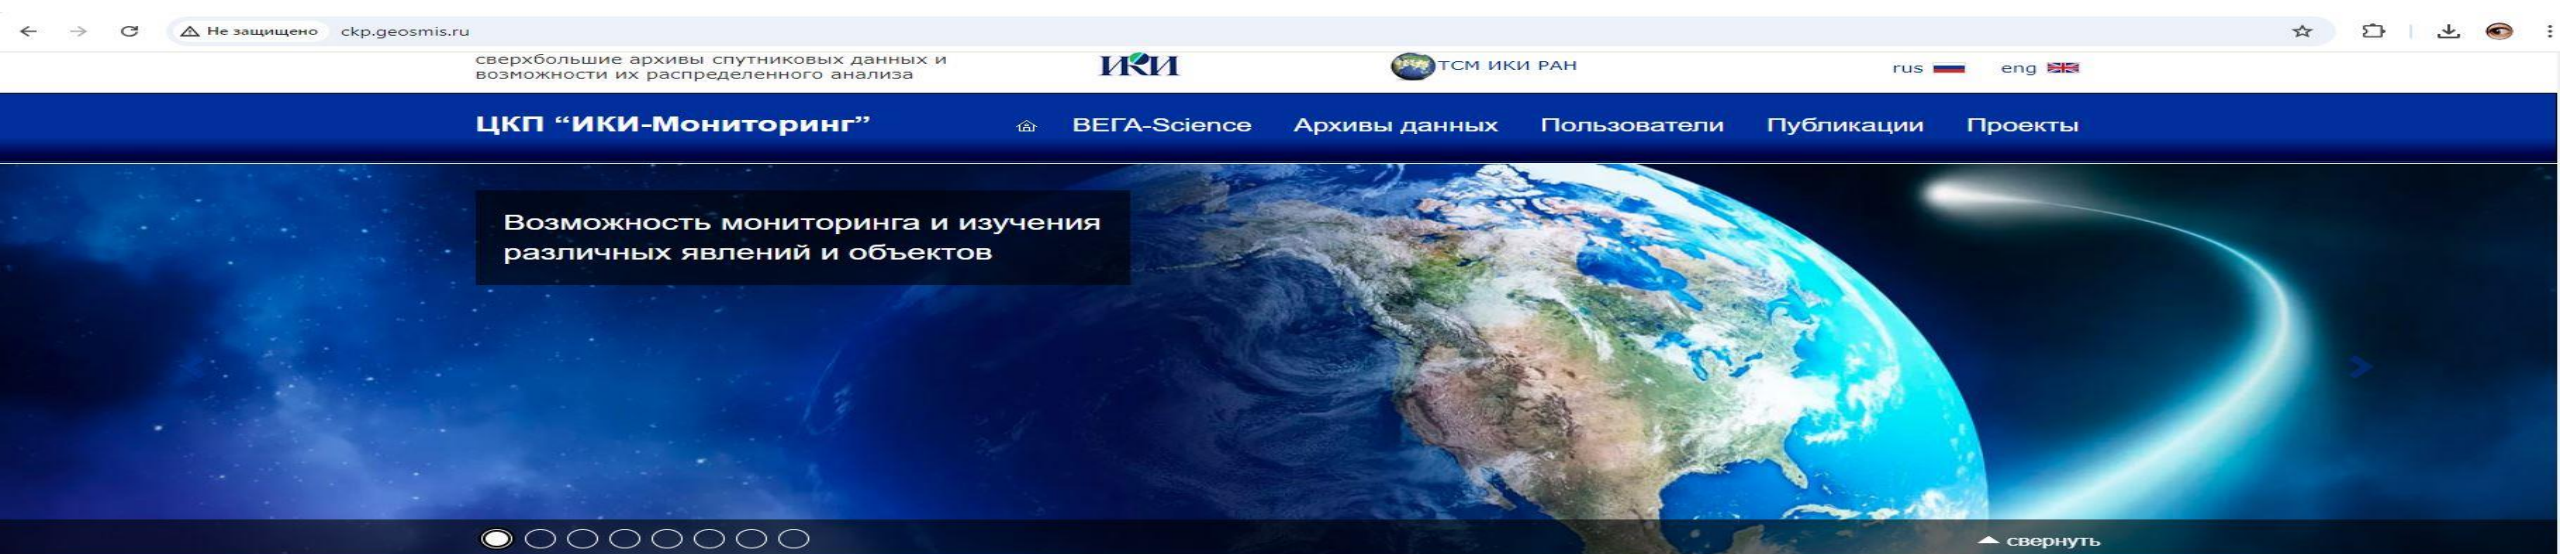 Не защищено ckp.geosmis.ru
сверхбольшие архивы спутниковых данных и
возможности их распределенного анализа
ИКИ
ТСМ ИКИ РАН
rus eng
ЦКП “ИКИ-Мониторинг” ВЕГА-Science Архивы данных Пользователи Публикации Проекты
Возможность мониторинга и изучения
различных явлений и объектов
свернуть